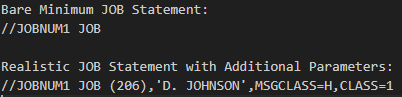 Bare Minimum JOB Statement:
//JOBNUM1 JOB
Realistic JOB Statement with Additional Parameters:
//JOBNUM1 JOB (206),'D. JOHNSON',MSGCLASS=H,CLASS=1